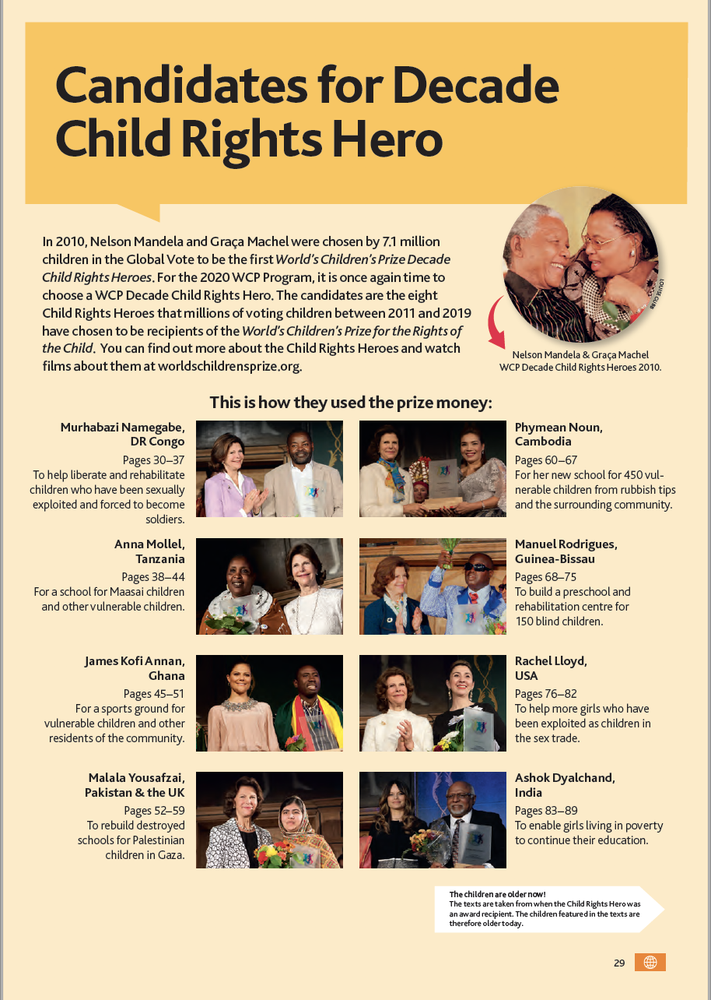 Candidates for Decade
Child Rights Hero
In 2010, Nelson Mandela and Graça Machel were chosen by 7.1 million
children in the Global Vote to be the first World's Children's Prize Decade
Child Rights Heroes. For the 2020 WCP Program, it is once again time to
choose a WCP Decade Child Rights Hero. The candidates are the eight
Child Rights Heroes that millions of voting children between 2011 and 2019
have chosen to be recipients of the World's Children's Prize for the Rights of
the Child. You can find out more about the Child Rights Heroes and watch
films about them at worldschildrensprize.org.
Nelson Mandela & Graça Machel
WCP Decade Child Rights Heroes 2010.
This is how they used the prize money:
Murhabazi Namegabe,
DR Congo
Pages 30–37
To help liberate and rehabilitate
children who have been sexually
exploited and forced to become
soldiers.
Phymean Noun,
Cambodia
Pages 60–67
For her new school for 450 vul-
nerable children from rubbish tips
and the surrounding community.
Anna Mollel,
Tanzania
Pages 38–44
For a school for Maasai children
and other vulnerable children.
Manuel Rodrigues,
Guinea-Bissau
Pages 68–75
To build a preschool and
rehabilitation centre for
150 blind children.
James Kofi Annan,
Ghana
Pages 45–51
For a sports ground for
vulnerable children and other
residents of the community.
Rachel Lloyd,
USA
Pages 76–82
To help more girls who have
been exploited as children in
the sex trade.
Malala Yousafzai,
Pakistan & the UK
Pages 52–59
To rebuild destroyed
schools for Palestinian
children in Gaza.
Ashok Dyalchand,
India
Pages 83–89
To enable girls living in poverty
to continue their education.
The children are older now!
The texts are taken from when the Child Rights Hero was
an award recipient. The children featured in the texts are
therefore older today.
29